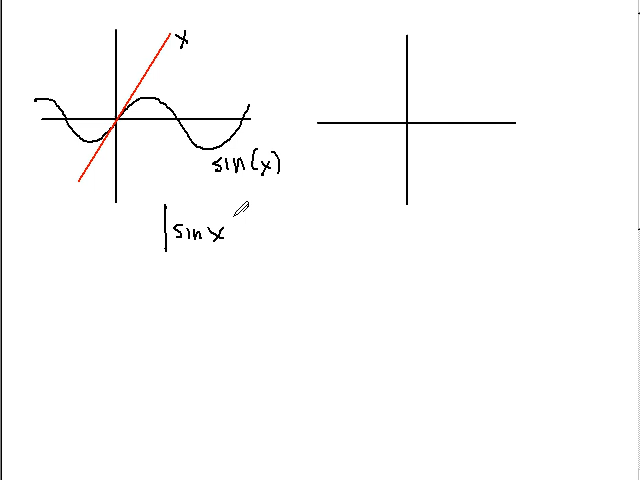 x
sin(x)
|sin x